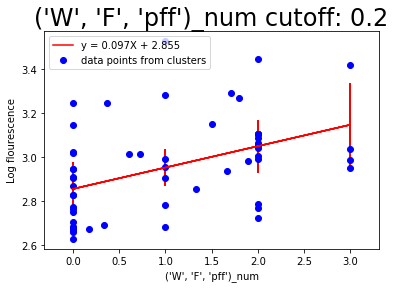 ('W', 'F', 'pff')_num cutoff: 0.2
y = 0.097X + 2.855
data points from clusters
3.4
3.2
3.0
2.8
2.6
Log flourescence
0.0 0.5 1.0 1.5 2.0 2.5 3.0
('W', 'F', 'pff')_num